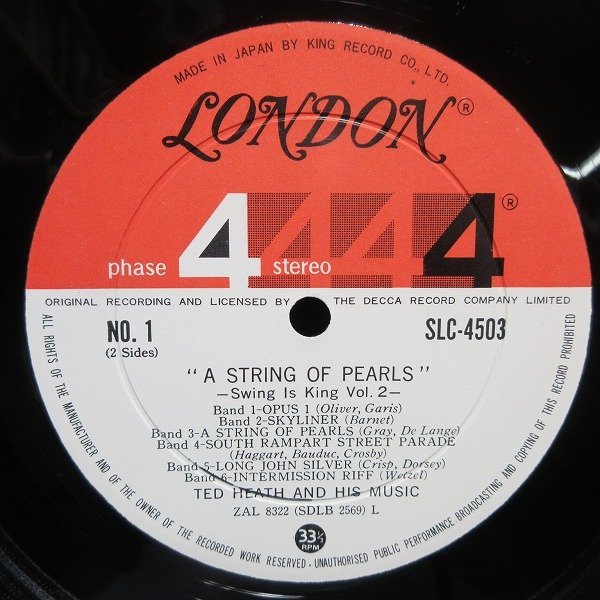 MADE IN JAPAN BY KING RECORD CO., LTD.
LONDON®
phase 4 stereo 4 4 4®
ORIGINAL RECORDING AND LICENSED BY THE DECCA RECORD COMPANY LIMITED
NO. 1
(2 Sides)
SLC-4503
"A STRING OF PEARLS"
—Swing Is King Vol. 2—
Band 1-OPUS 1 (Oliver, Garis)
Band 2-SKYLINER (Barnet)
Band 3-A STRING OF PEARLS (Gray, De Lange)
Band 4-SOUTH RAMPART STREET PARADE
(Haggart, Bauduc, Crosby)
Band 5-LONG JOHN SILVER (Crisp, Dorsey)
Band 6-INTERMISSION RIFF (Wetzel)
TED HEATH AND HIS MUSIC
ZAL 8322 (SDLB 2569) L
33⅓
RPM
ALL RIGHTS OF THE MANUFACTURER AND OF THE OWNER OF THE RECORDED WORK RESERVED, UNAUTHORISED PUBLIC PERFORMANCE BROADCASTING AND COPYING OF THIS RECORD PROHIBITED